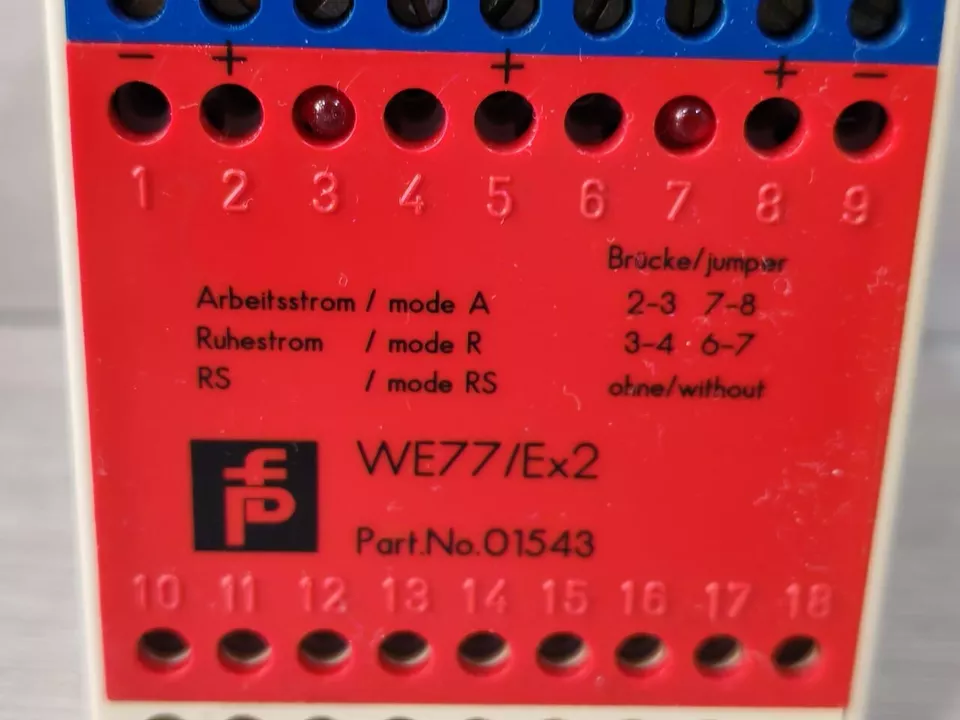 − + + + −
1 2 3 4 5 6 7 8 9
Brücke/jumper
Arbeitsstrom / mode A 2-3 7-8
Ruhestrom / mode R 3-4 6-7
RS / mode RS ohne/without
fP
WE77/Ex2
Part.No.01543
10 11 12 13 14 15 16 17 18